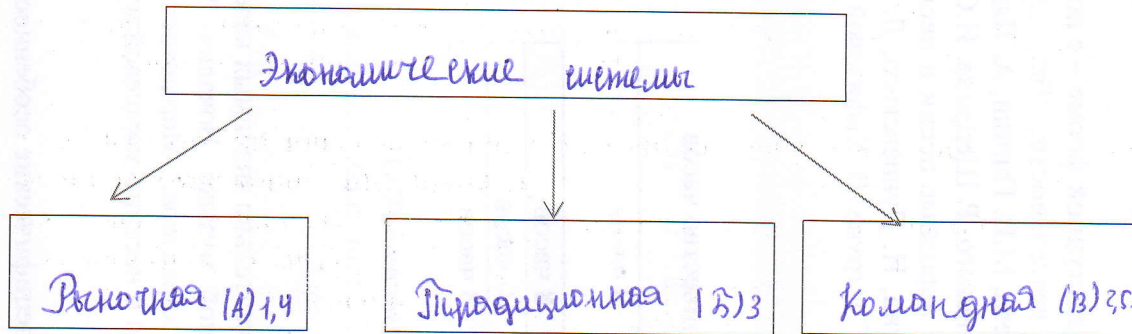 Экономические системы
Рыночная (А) 1,4
Традиционная (Б) 3
Командная (В) 2,5